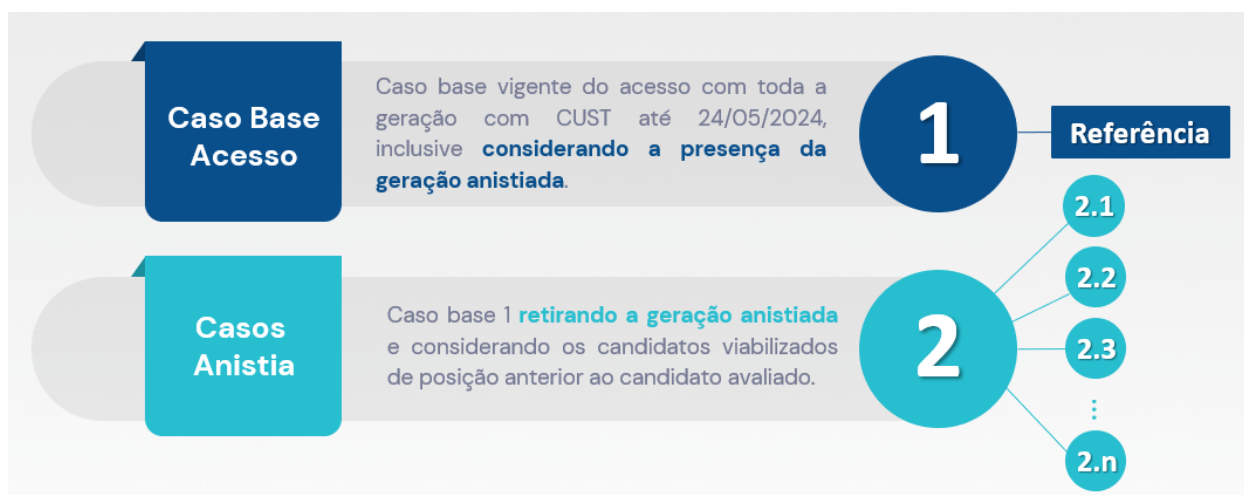 Caso Base
Acesso
Caso base vigente do acesso com toda a
geração com CUST até 24/05/2024,
inclusive considerando a presença da
geração anistiada.
1
Referência
Casos
Anistia
Caso base 1 retirando a geração anistiada
e considerando os candidatos viabilizados
de posição anterior ao candidato avaliado.
2
2.1
2.2
2.3
⋮
2.n